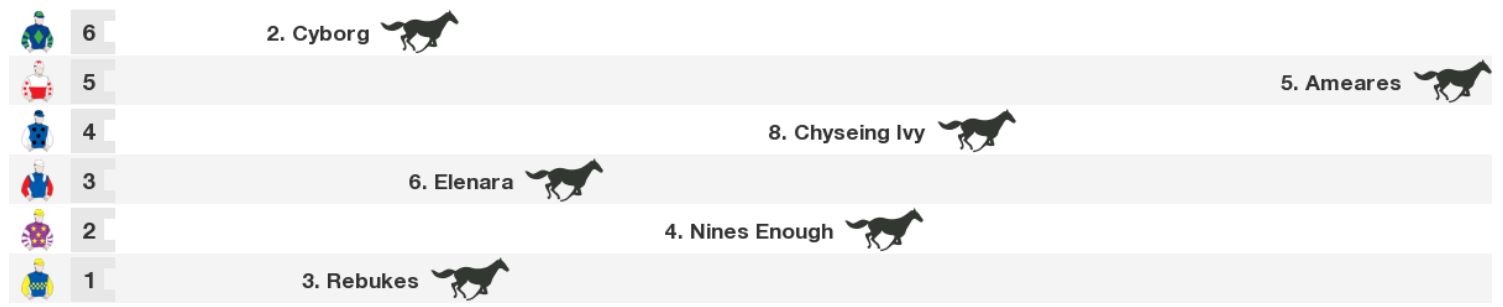 6 2. Cyborg
5 5. Ameares
4 8. Chyseing Ivy
3 6. Elenara
2 4. Nines Enough
1 3. Rebukes